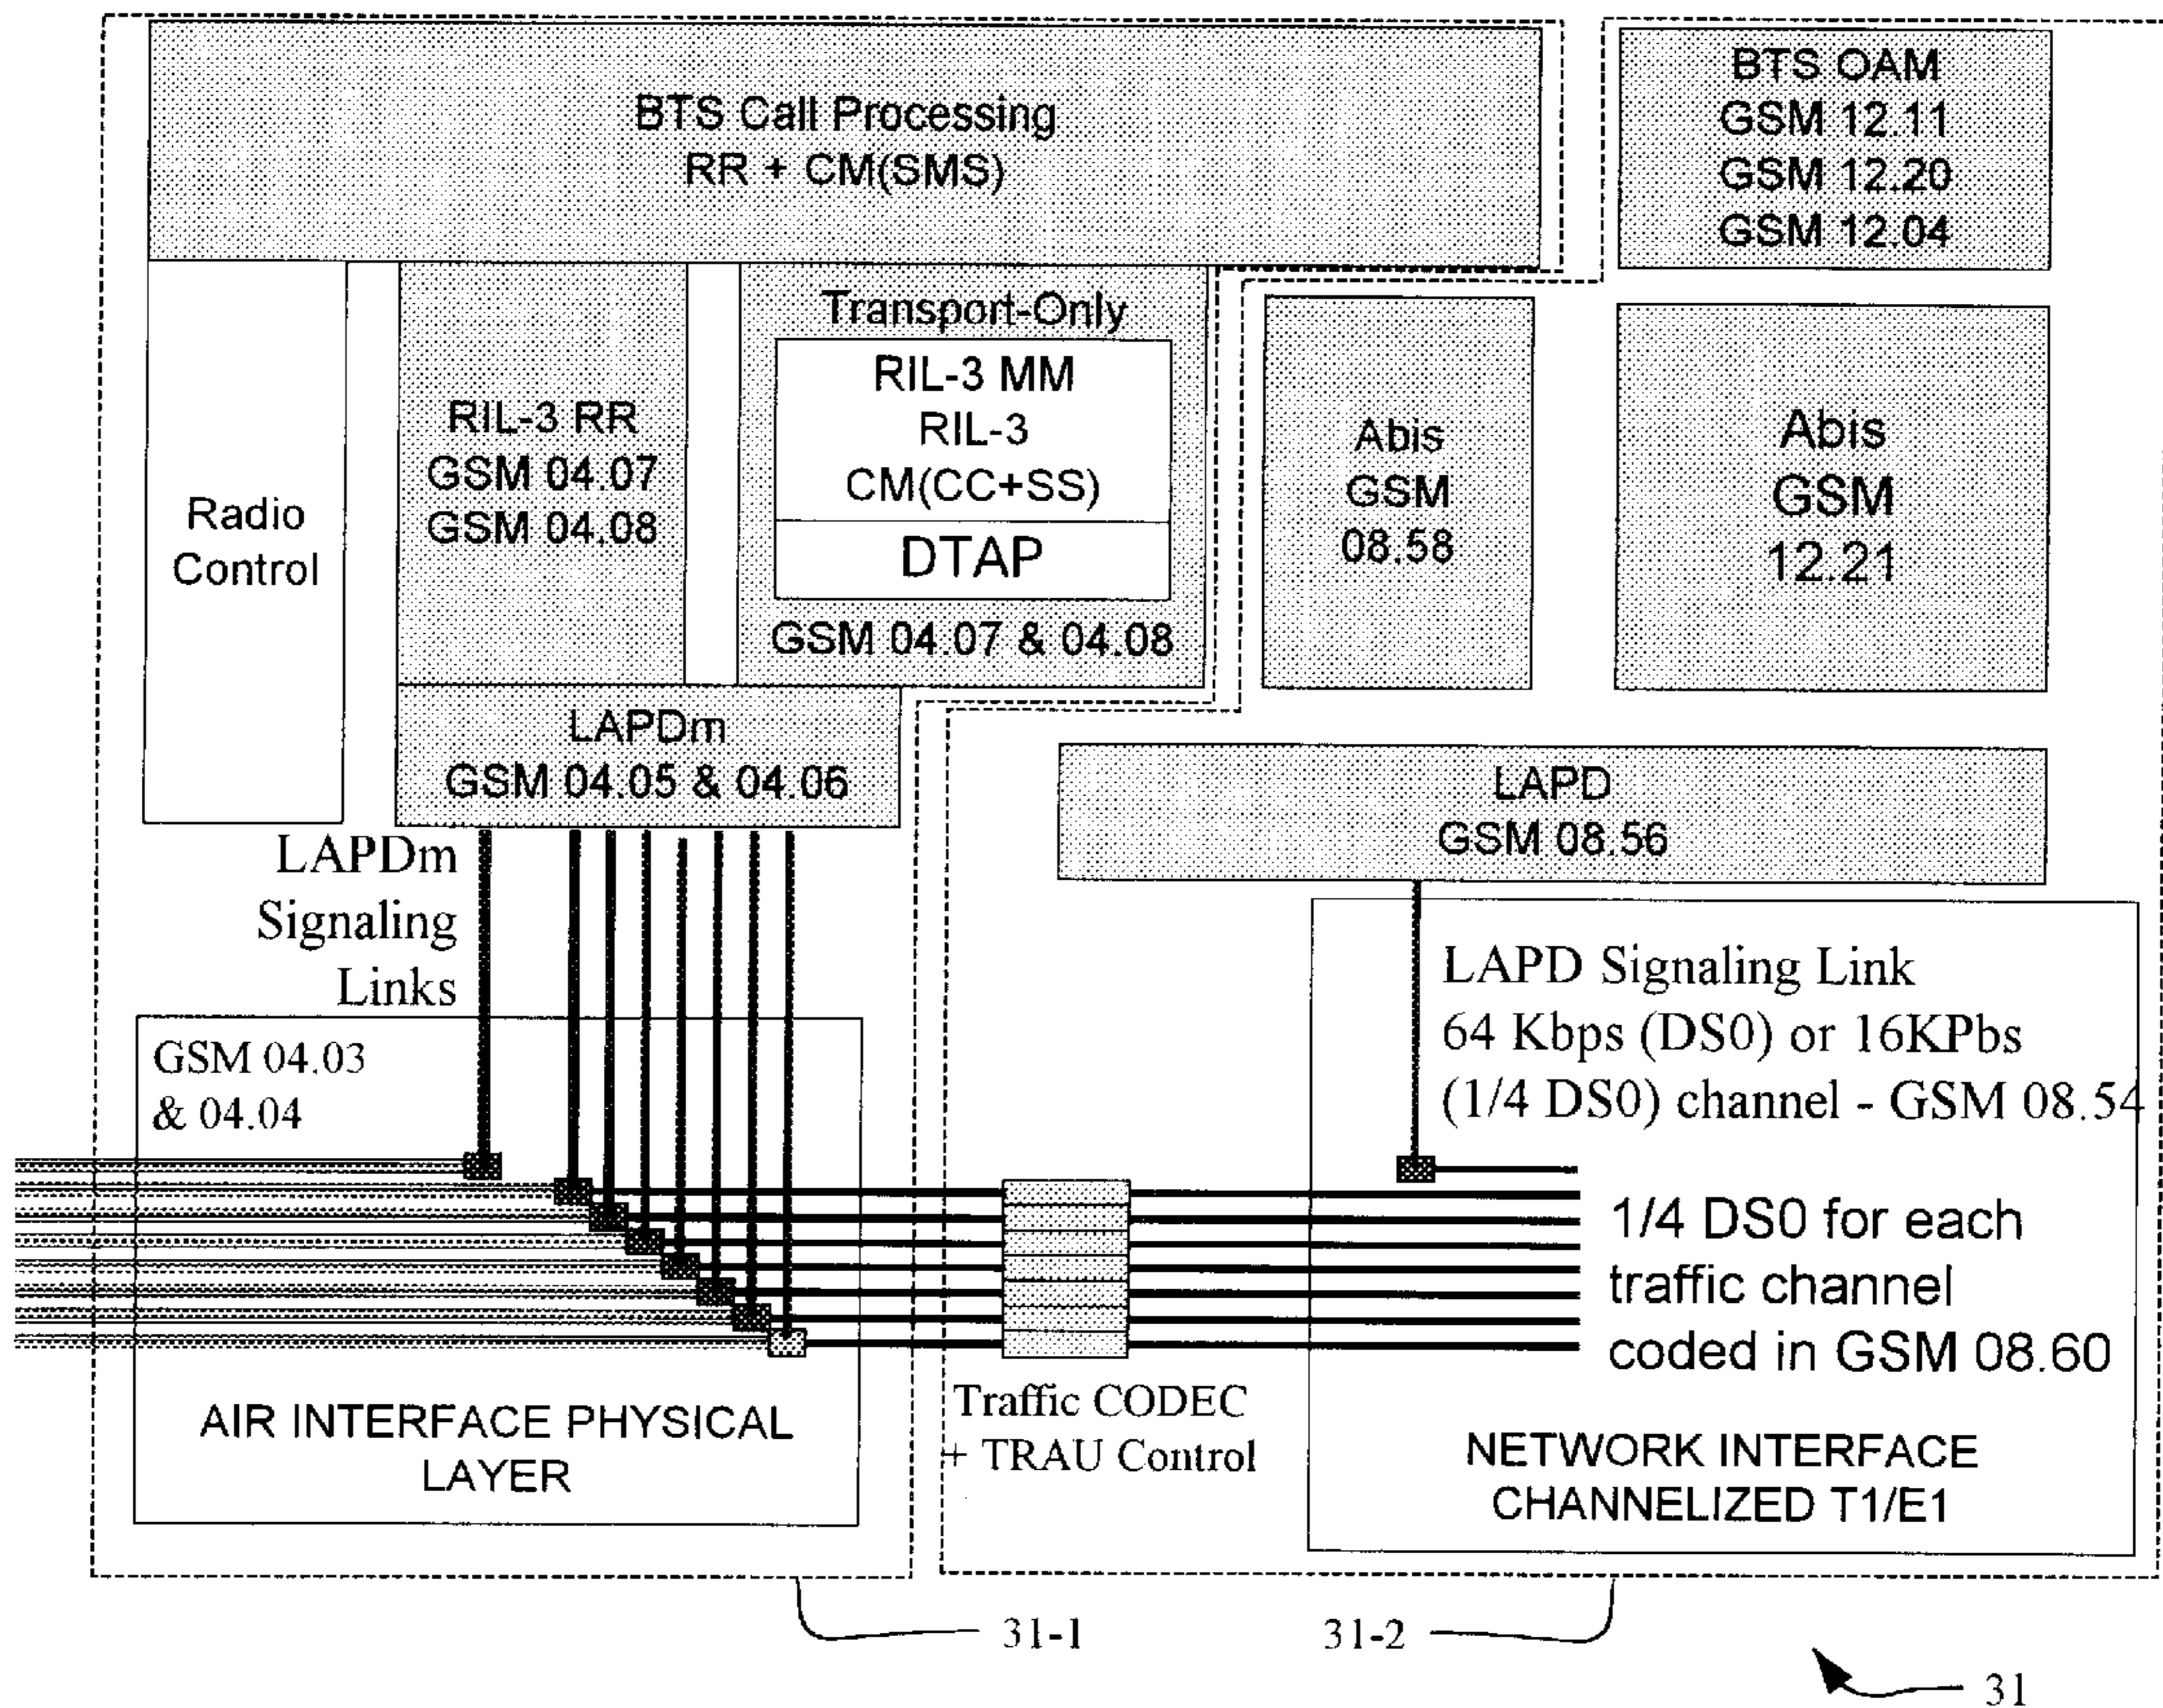 BTS Call Processing
RR + CM(SMS)
BTS OAM
GSM 12.11
GSM 12.20
GSM 12.04
Radio
Control
RIL-3 RR
GSM 04.07
GSM 04.08
Transport-Only
RIL-3 MM
RIL-3
CM(CC+SS)
DTAP
GSM 04.07 & 04.08
Abis
GSM
08.58
Abis
GSM
12.21
LAPDm
GSM 04.05 & 04.06
LAPD
GSM 08.56
LAPDm
Signaling
Links
GSM 04.03
& 04.04
LAPD Signaling Link
64 Kbps (DS0) or 16KPbs
(1/4 DS0) channel - GSM 08.54
1/4 DS0 for each
traffic channel
coded in GSM 08.60
AIR INTERFACE PHYSICAL
LAYER
Traffic CODEC
+ TRAU Control
NETWORK INTERFACE
CHANNELIZED T1/E1
31-1
31-2
31